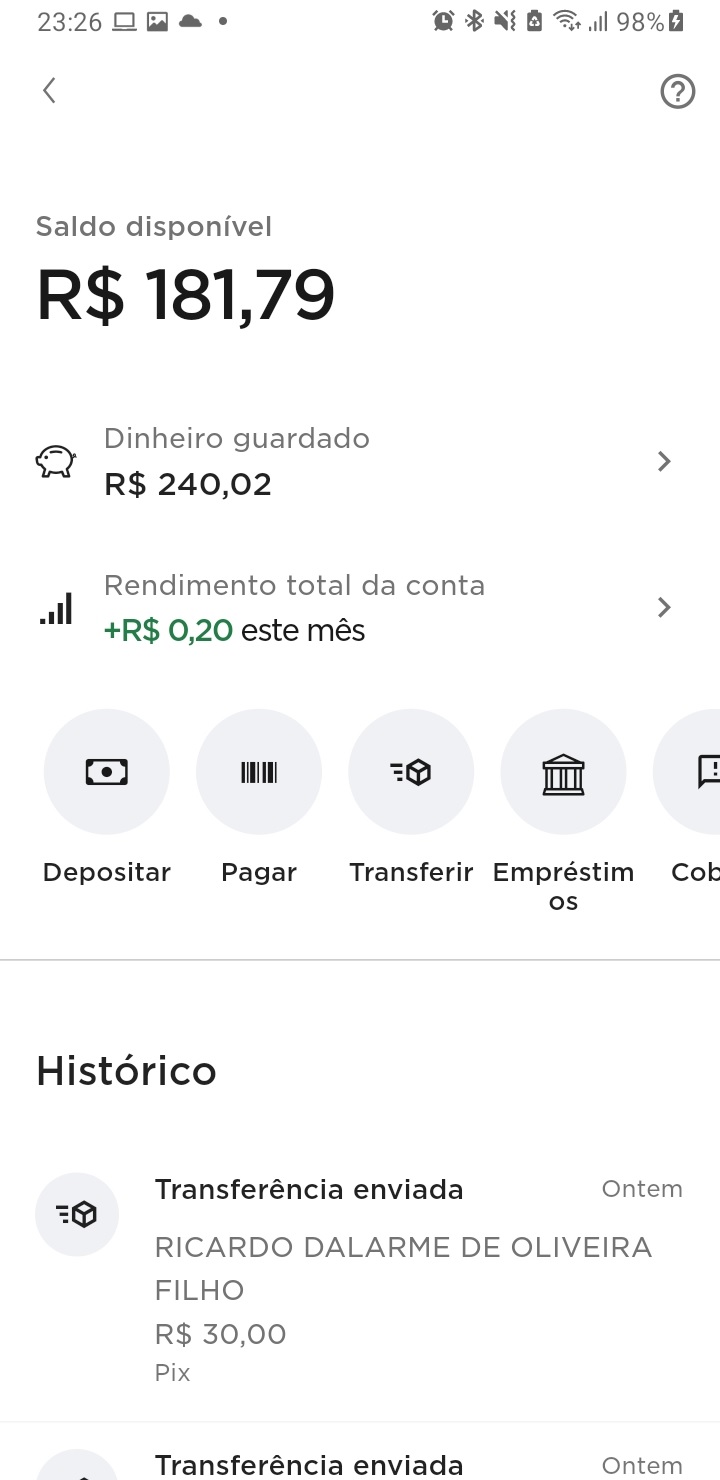 23:26 98%
Saldo disponível
R$ 181,79
Dinheiro guardado
R$ 240,02
Rendimento total da conta
+R$ 0,20 este mês
Depositar Pagar Transferir Empréstim Cob
os
Histórico
Transferência enviada Ontem
RICARDO DALARME DE OLIVEIRA
FILHO
R$ 30,00
Pix
Transferência enviada Ontem